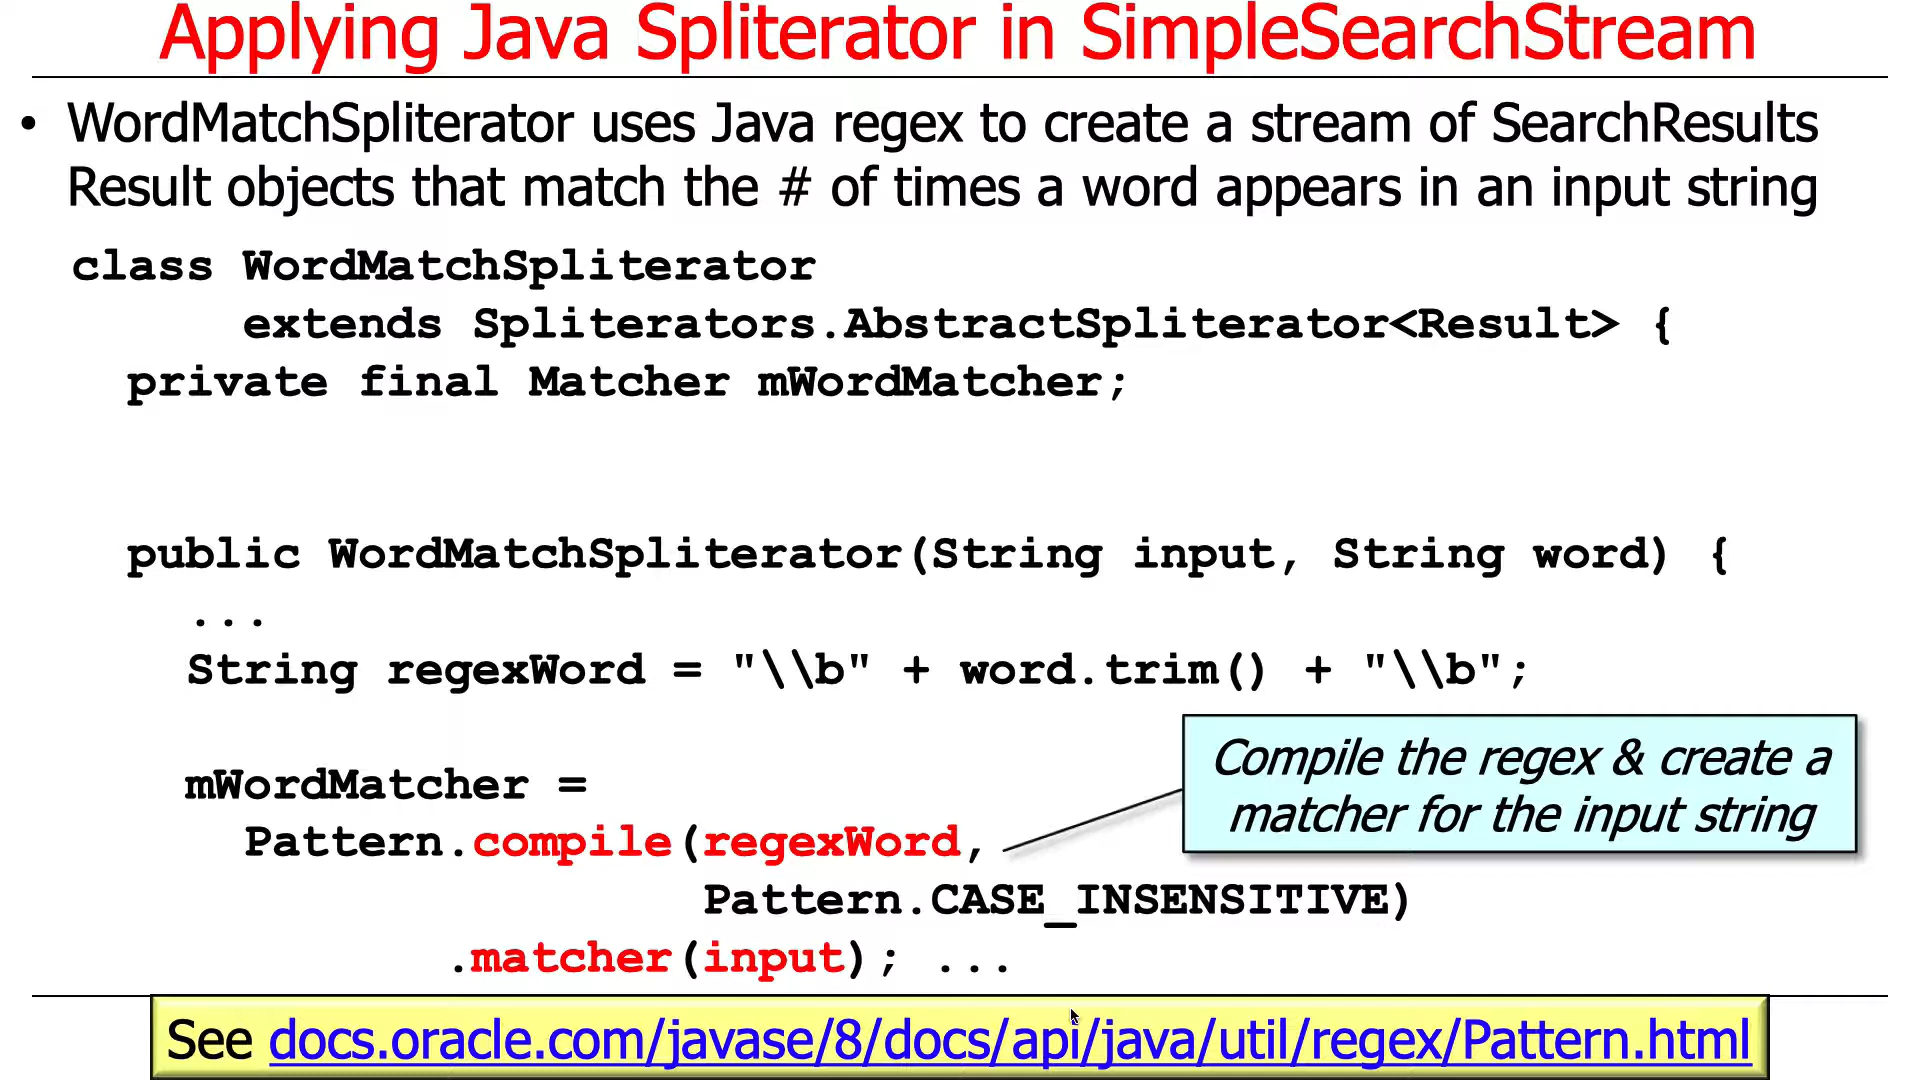 Applying Java Spliterator in SimpleSearchStream
• WordMatchSpliterator uses Java regex to create a stream of SearchResults
Result objects that match the # of times a word appears in an input string
class WordMatchSpliterator
extends Spliterators.AbstractSpliterator<Result> {
private final Matcher mWordMatcher;
public WordMatchSpliterator(String input, String word) {
...
String regexWord = "\\b" + word.trim() + "\\b";
mWordMatcher =
Pattern.compile(regexWord,
Pattern.CASE_INSENSITIVE)
.matcher(input); ...
Compile the regex & create a
matcher for the input string
See docs.oracle.com/javase/8/docs/api/java/util/regex/Pattern.html